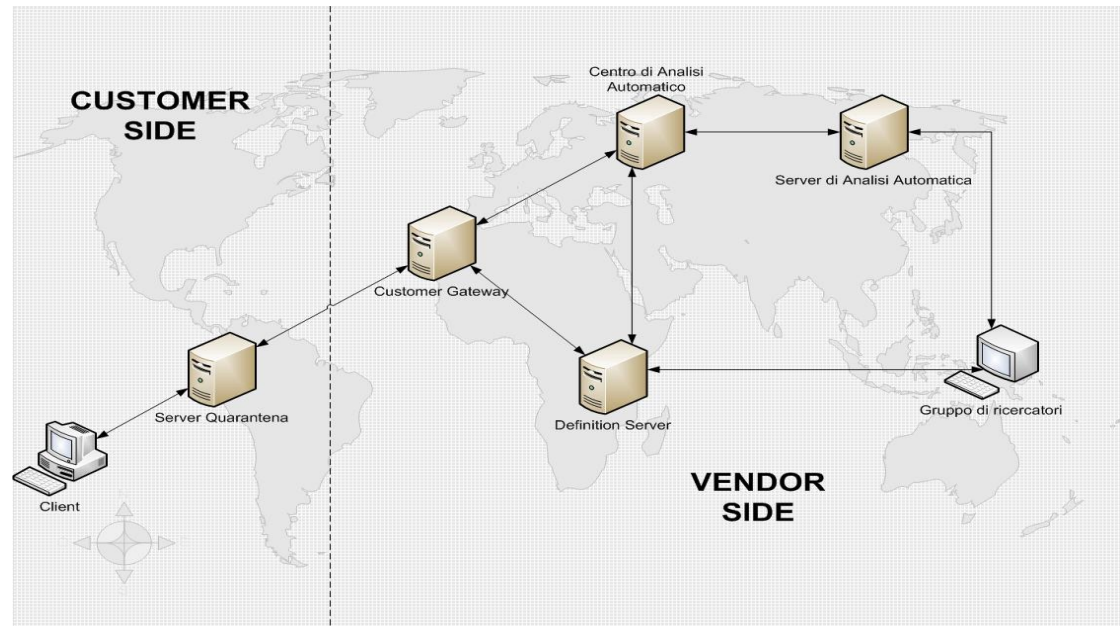 CUSTOMER
SIDE
Centro di Analisi
Automatico
Server di Analisi Automatica
Customer Gateway
Server Quarantena
Definition Server
Gruppo di ricercatori
Client
VENDOR
SIDE